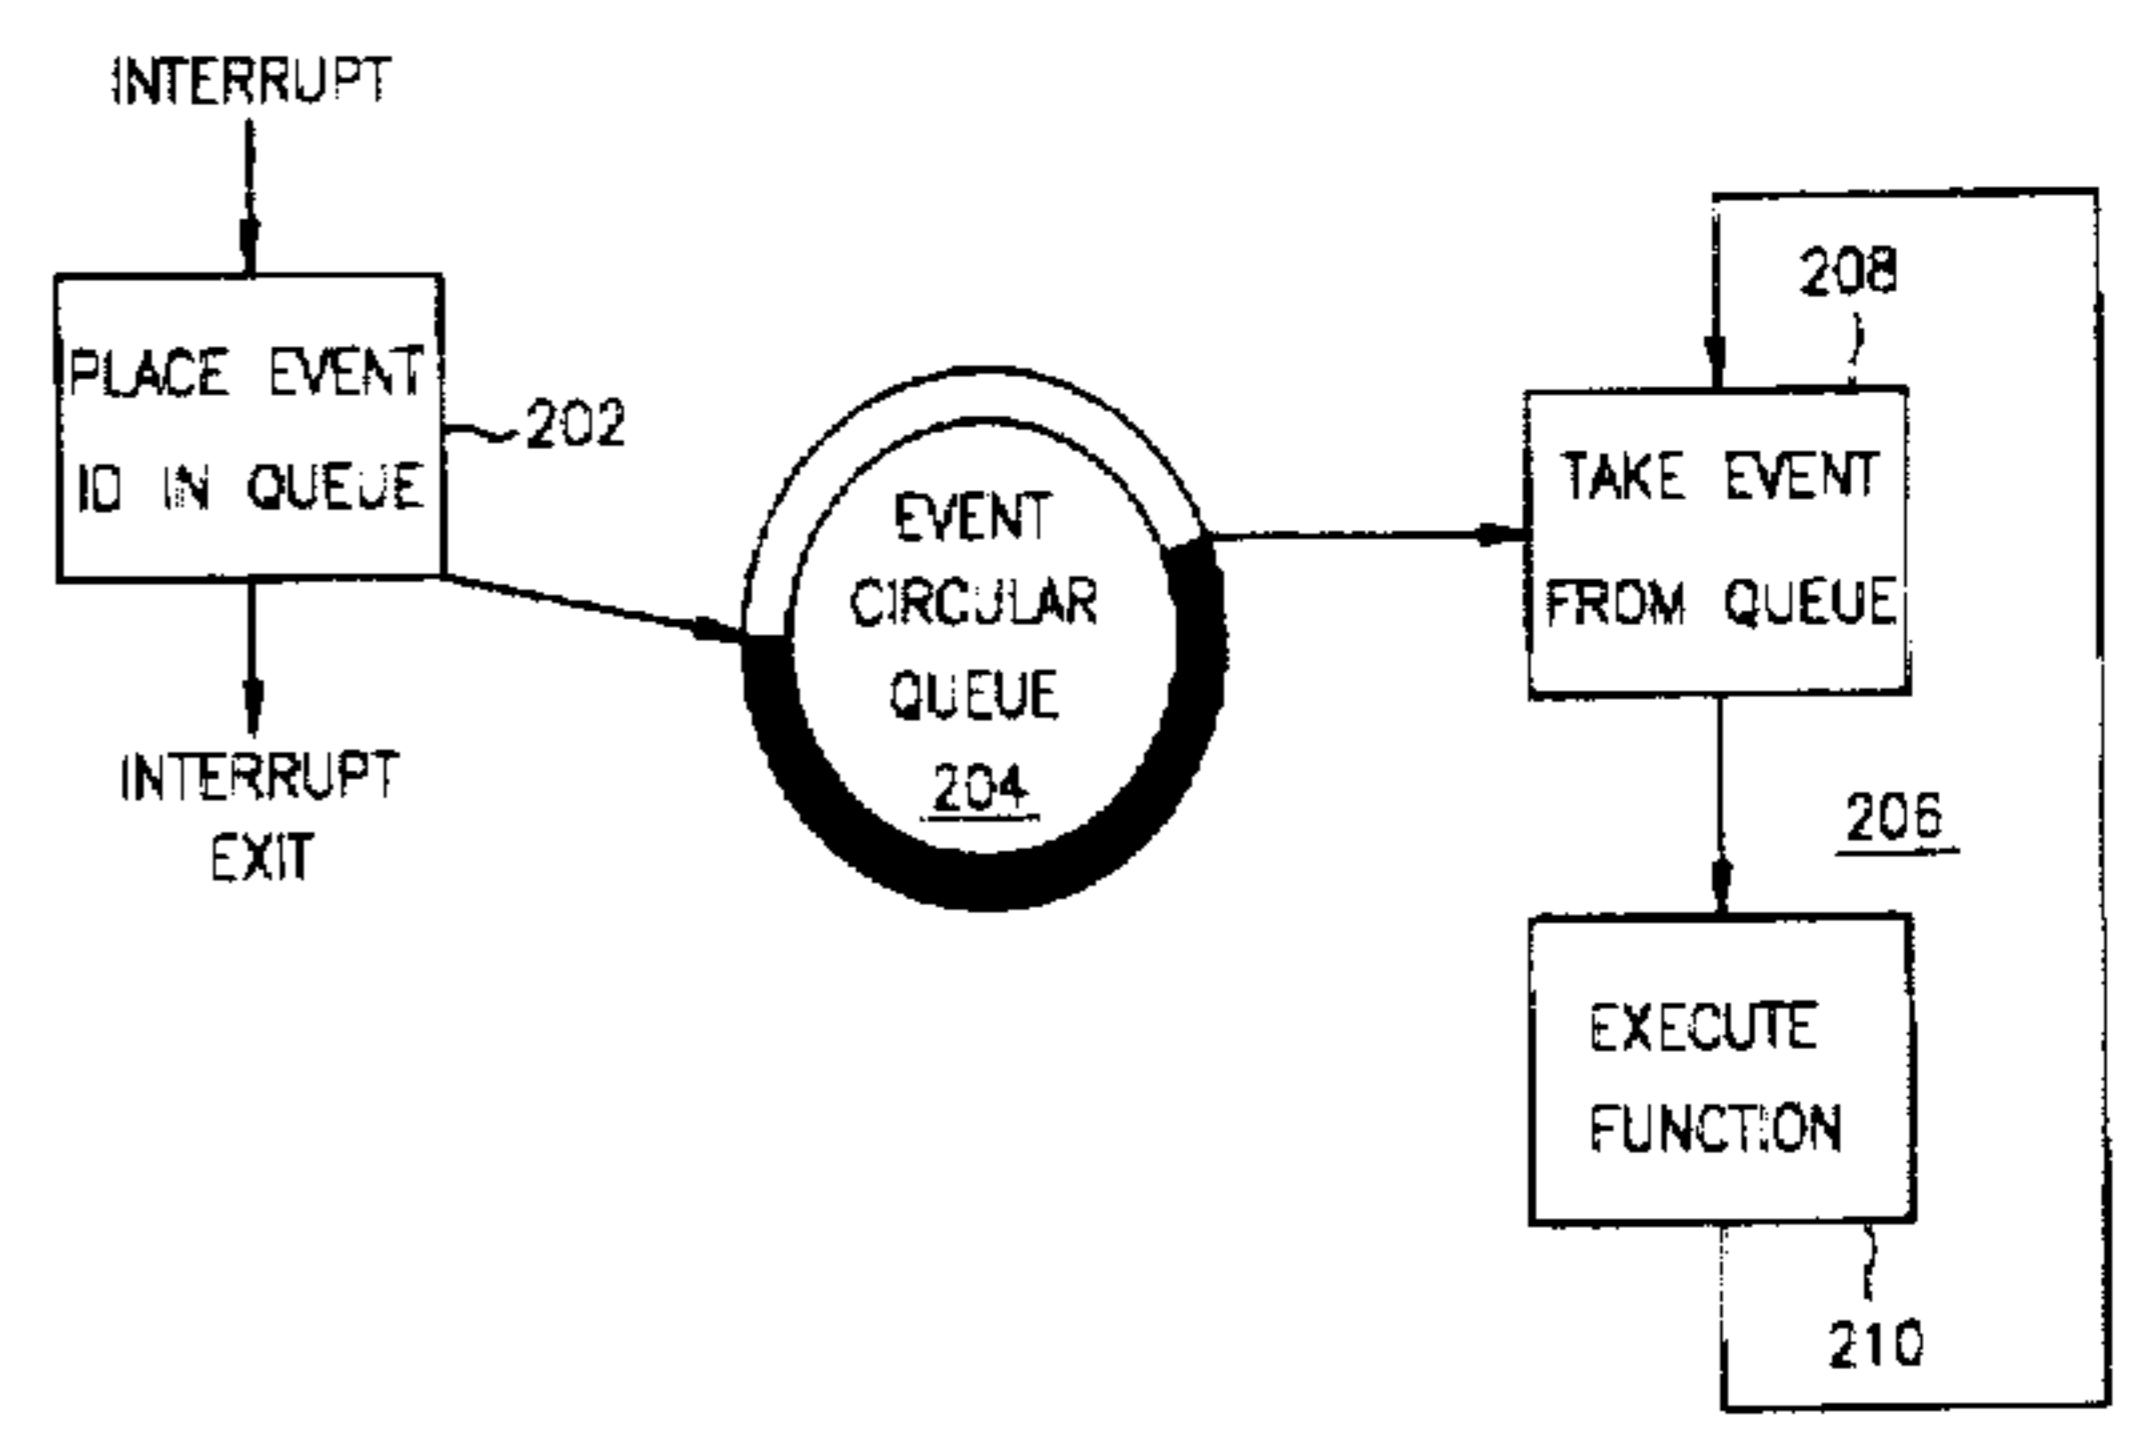 INTERRUPT
PLACE EVENT
ID IN QUEUE
202
INTERRUPT
EXIT
EVENT
CIRCULAR
QUEUE
204
208
TAKE EVENT
FROM QUEUE
206
EXECUTE
FUNCTION
210